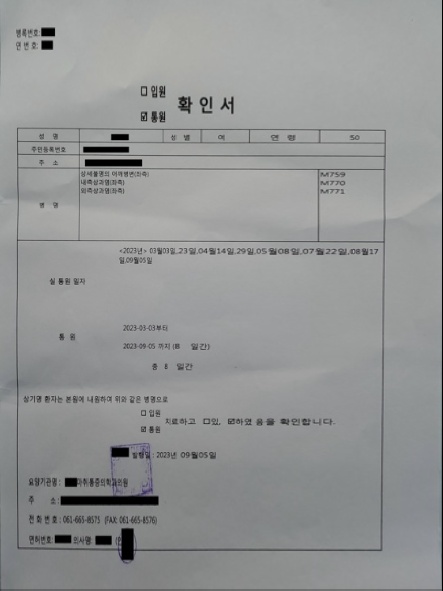 병록번호:
연 번 호:
☐ 입원
☑ 통원
확 인 서
성 명 성 별 여 연 령 50
주민등록번호
주 소
병 명
상세불명의 어깨병변(좌측) M759
내측상과염(좌측) M770
외측상과염(좌측) M771
실 통원 일자
<2023년> 03월03일,23일,04월14일,29일,05월08일,07월22일,08월17
일,09월05일
통 원
2023-03-03부터
2023-09-05 까지 (8 일간)
총 8 일간
상기명 환자는 본원에 내원하여 위와 같은 병명으로
☐ 입원
☑ 통원
치료하고 ☐있, ☑하였 음을 확인합니다.
발행일 : 2023년 09월05일
요양기관명 : 마취통증의학과의원
주 소 :
전 화 번 호 : 061-665-8575 (FAX: 061-665-8576)
면허번호: 의사명: (인